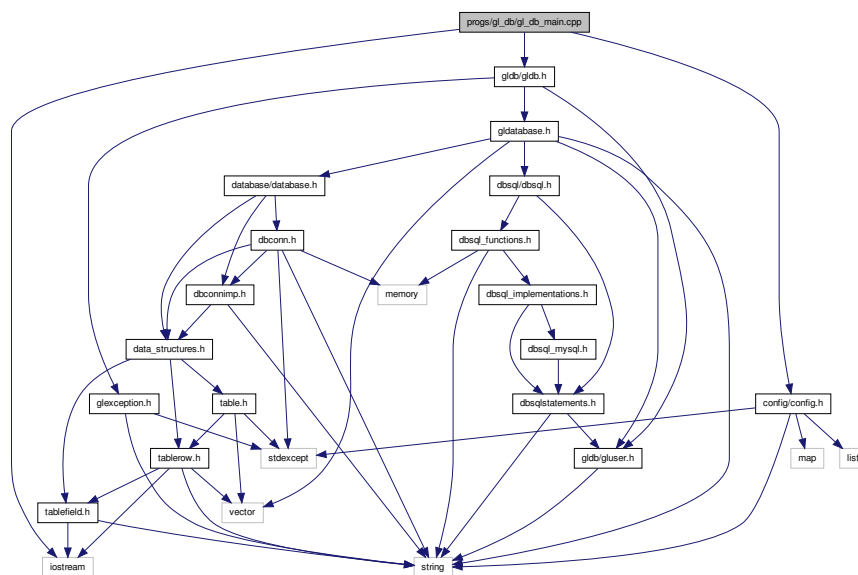 progs/gl_db/gl_db_main.cpp
gldb/gldb.h
gldatabase.h
database/database.h
dbsql/dbsql.h
dbconn.h
dbsql_functions.h
dbconnimp.h
memory
dbsql_implementations.h
data_structures.h
dbsql_mysql.h
glexception.h
table.h
dbsqlstatements.h
config/config.h
tablerow.h
stdexcept
gldb/gluser.h
map
list
tablefield.h
vector
iostream
string